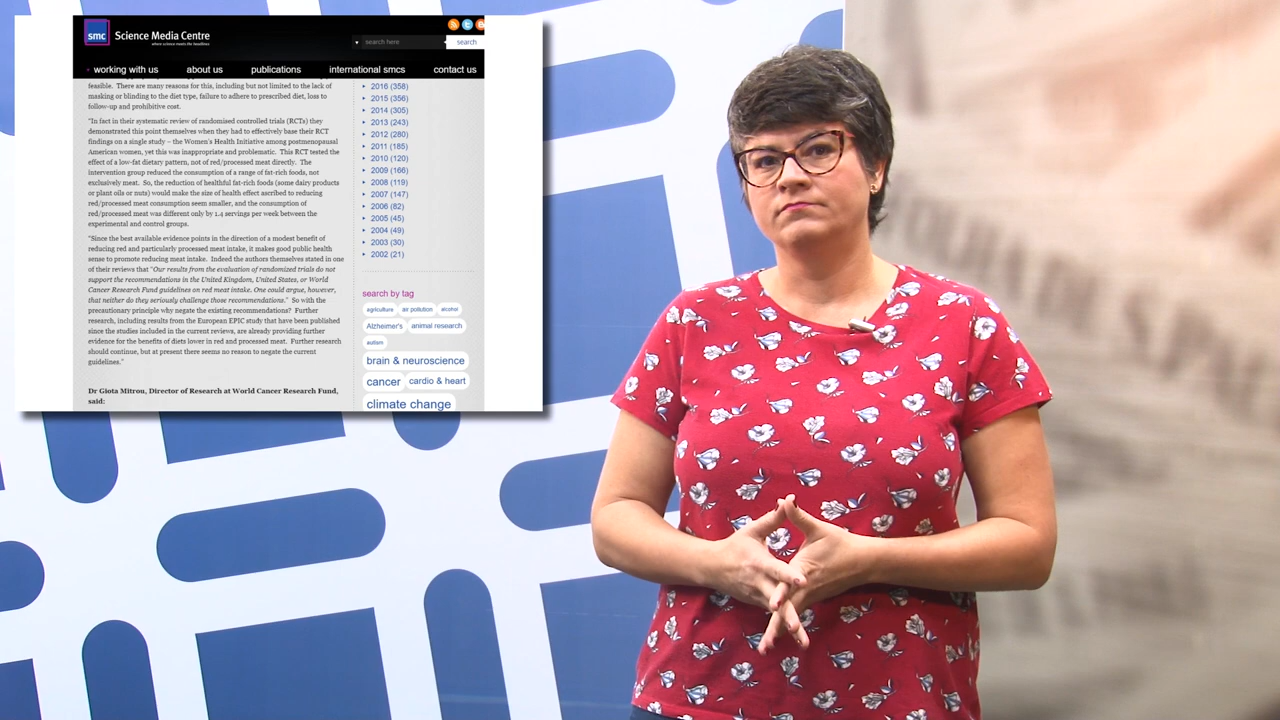 smc Science Media Centre
where science meets the headlines
search here search
working with us about us publications international smcs contact us
feasible. There are many reasons for this, including but not limited to the lack of
masking or blinding to the diet type, failure to adhere to prescribed diet, loss to
follow-up and prohibitive cost.
"In fact in their systematic review of randomised controlled trials (RCTs) they
demonstrated this point themselves when they had to effectively base their RCT
findings on a single study – the Women's Health Initiative among postmenopausal
American women, yet this was inappropriate and problematic. This RCT tested the
effect of a low-fat dietary pattern, not of red/processed meat directly. The
intervention group reduced the consumption of a range of fat-rich foods, not
exclusively meat. So, the reduction of healthful fat-rich foods (some dairy products
or plant oils or nuts) would make the size of health effect ascribed to reducing
red/processed meat consumption seem smaller, and the consumption of
red/processed meat was different only by 1.4 servings per week between the
experimental and control groups.
"Since the best available evidence points in the direction of a modest benefit of
reducing red and particularly processed meat intake, it makes good public health
sense to promote reducing meat intake. Indeed the authors themselves stated in one
of their reviews that "Our results from the evaluation of randomized trials do not
support the recommendations in the United Kingdom, United States, or World
Cancer Research Fund guidelines on red meat intake. One could argue, however,
that neither do they seriously challenge those recommendations." So with the
precautionary principle why negate the existing recommendations? Further
research, including results from the European EPIC study that have been published
since the studies included in the current reviews, are already providing further
evidence for the benefits of diets lover in red and processed meat. Further research
should continue, but at present there seems no reason to negate the current
guidelines."
Dr Giota Mitrou, Director of Research at World Cancer Research Fund,
said:
2016 (358)
2015 (356)
2014 (305)
2013 (243)
2012 (280)
2011 (185)
2010 (120)
2009 (166)
2008 (119)
2007 (147)
2006 (82)
2005 (45)
2004 (49)
2003 (30)
2002 (21)
search by tag
agriculture air pollution alcohol
Alzheimer's animal research
autism
brain & neuroscience
cancer cardio & heart
climate change